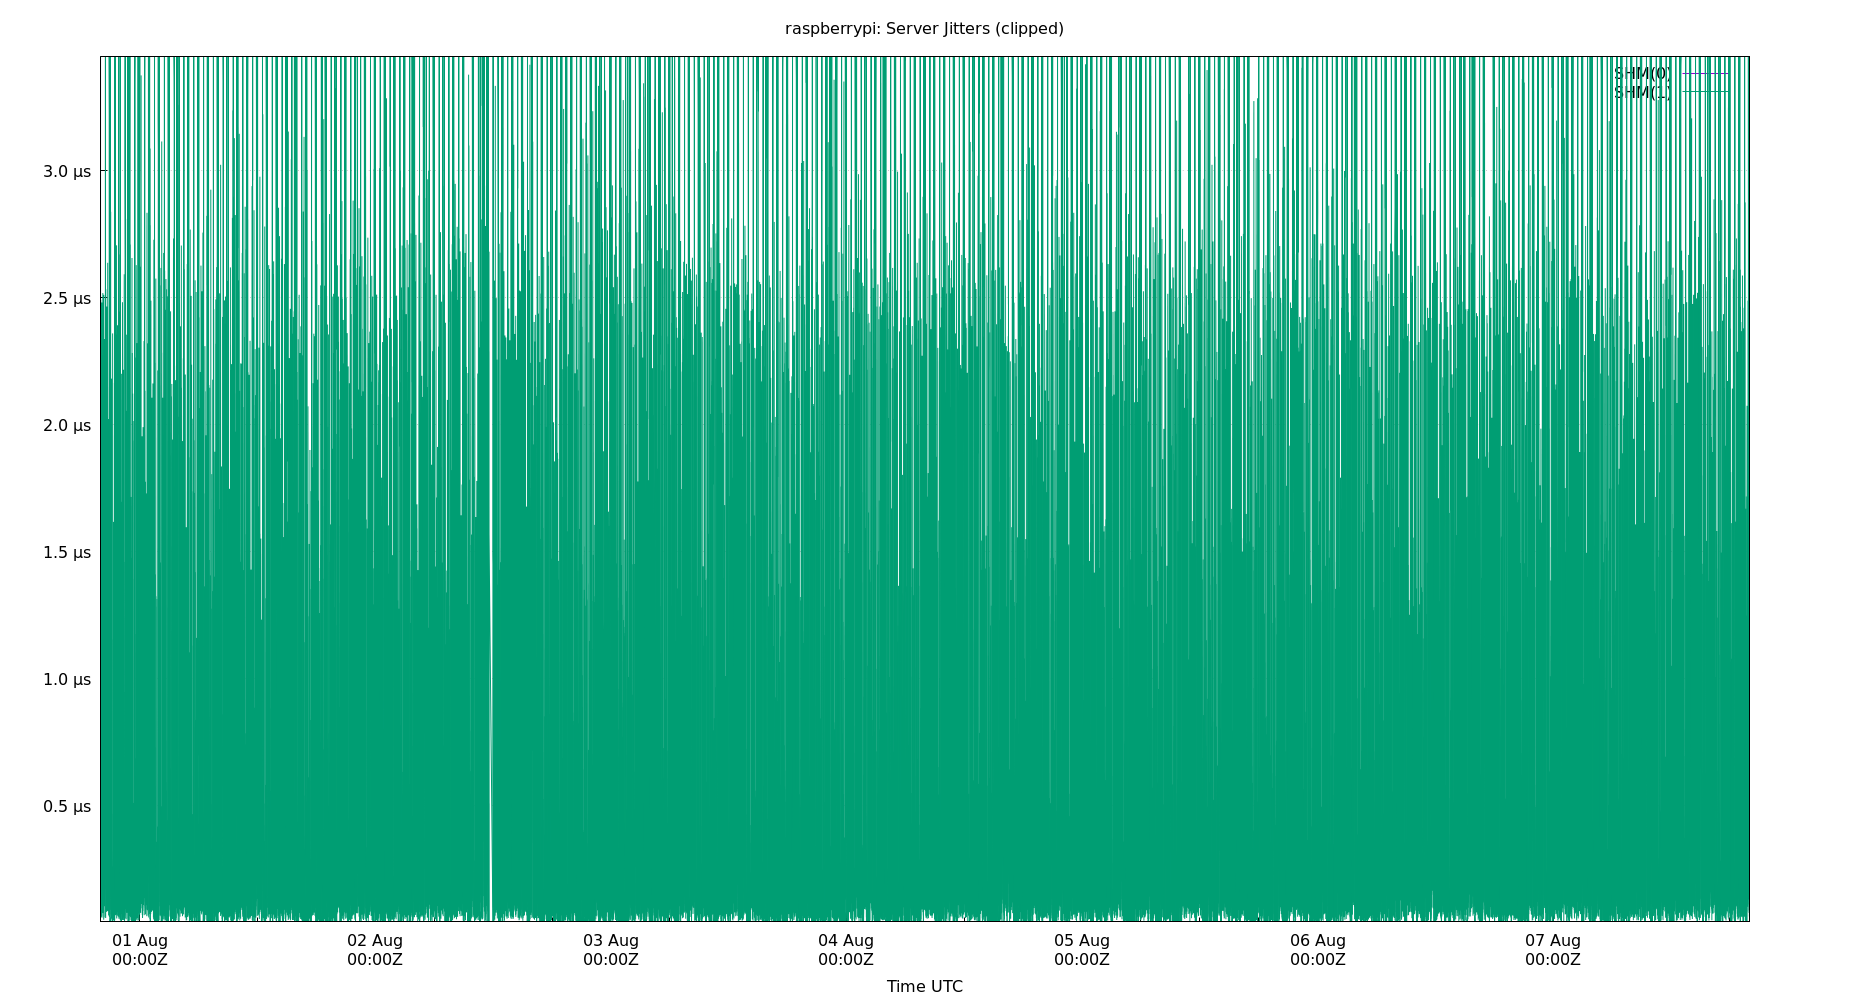 raspberrypi: Server Jitters (clipped)
SHM(0)
SHM(1)
3.0 µs
2.5 µs
2.0 µs
1.5 µs
1.0 µs
0.5 µs
01 Aug 02 Aug 03 Aug 04 Aug 05 Aug 06 Aug 07 Aug
00:00Z 00:00Z 00:00Z 00:00Z 00:00Z 00:00Z 00:00Z
Time UTC